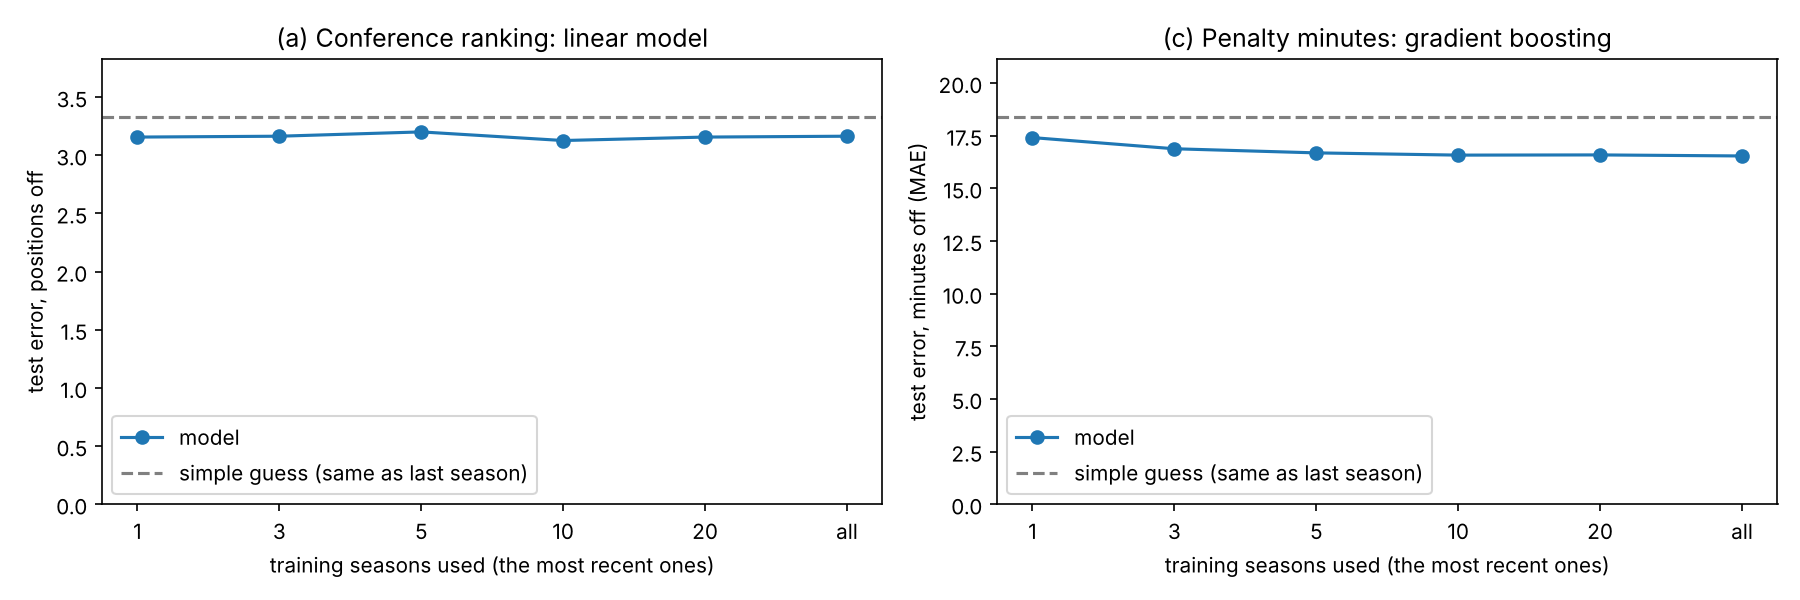 (a) Conference ranking: linear model
test error, positions off
3.5
3.0
2.5
2.0
1.5
1.0
0.5
0.0
model
simple guess (same as last season)
1 3 5 10 20 all
training seasons used (the most recent ones)
(c) Penalty minutes: gradient boosting
test error, minutes off (MAE)
20.0
17.5
15.0
12.5
10.0
7.5
5.0
2.5
0.0
model
simple guess (same as last season)
1 3 5 10 20 all
training seasons used (the most recent ones)